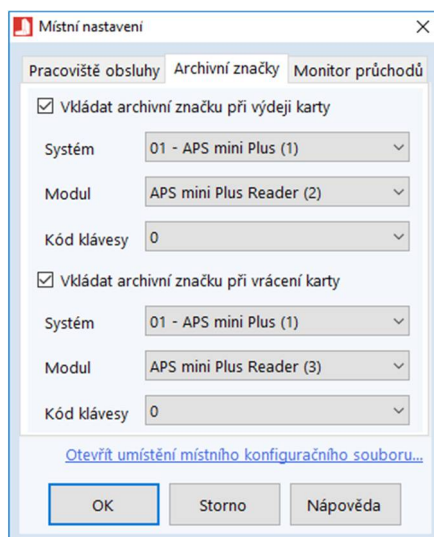 Místní nastavení
Pracoviště obsluhy Archivní značky Monitor průchodů
Vkládat archivní značku při výdeji karty
Systém 01 - APS mini Plus (1)
Modul APS mini Plus Reader (2)
Kód klávesy 0
Vkládat archivní značku při vrácení karty
Systém 01 - APS mini Plus (1)
Modul APS mini Plus Reader (3)
Kód klávesy 0
Otevřít umístění místního konfiguračního souboru...
OK Storno Nápověda